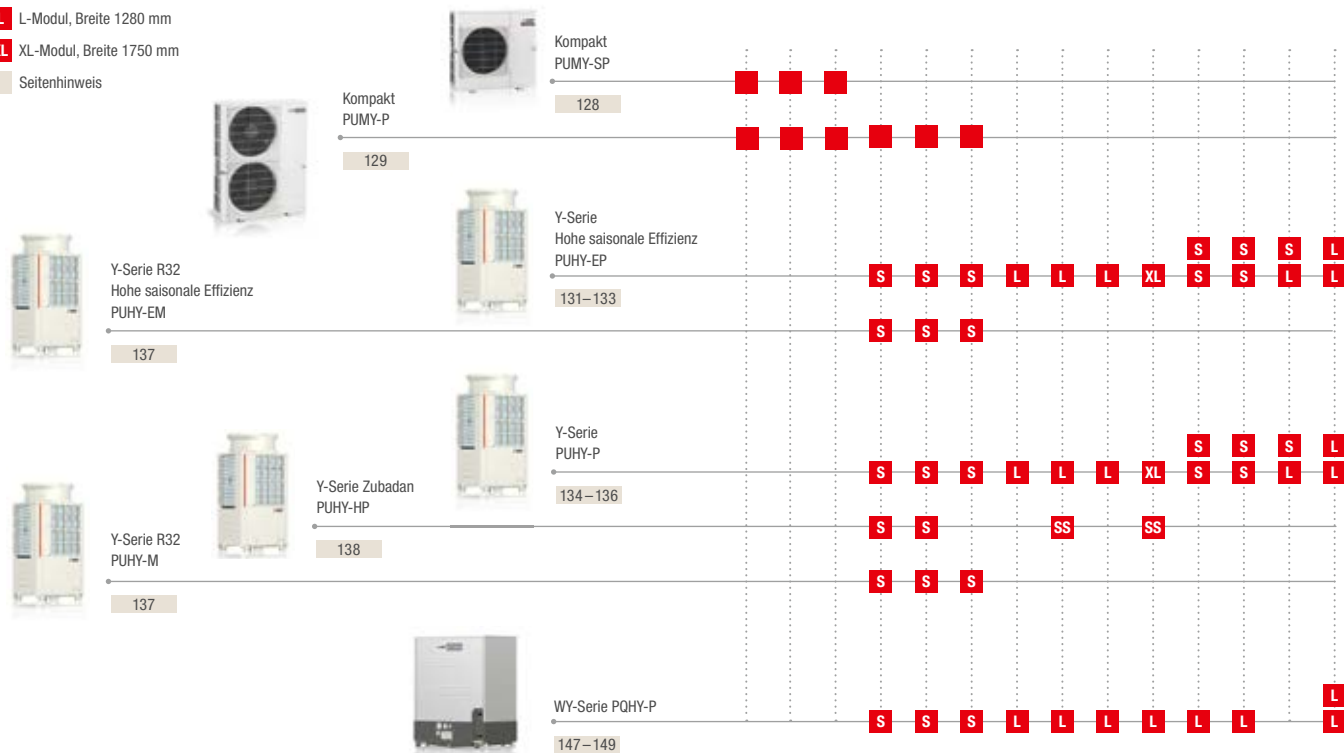 L L-Modul, Breite 1280 mm
XL XL-Modul, Breite 1750 mm
Seitenhinweis
Kompakt
PUMY-SP
128
Kompakt
PUMY-P
129
Y-Serie
Hohe saisonale Effizienz
PUHY-EP
131–133
S S S L
S S S L L L XL S S L L
Y-Serie R32
Hohe saisonale Effizienz
PUHY-EM
137
S S S
Y-Serie
PUHY-P
134–136
S S S L
S S S L L L XL S S L L
Y-Serie Zubadan
PUHY-HP
138
S S SS SS
Y-Serie R32
PUHY-M
137
S S S
WY-Serie PQHY-P
147–149
L
S S S L L L L L L L